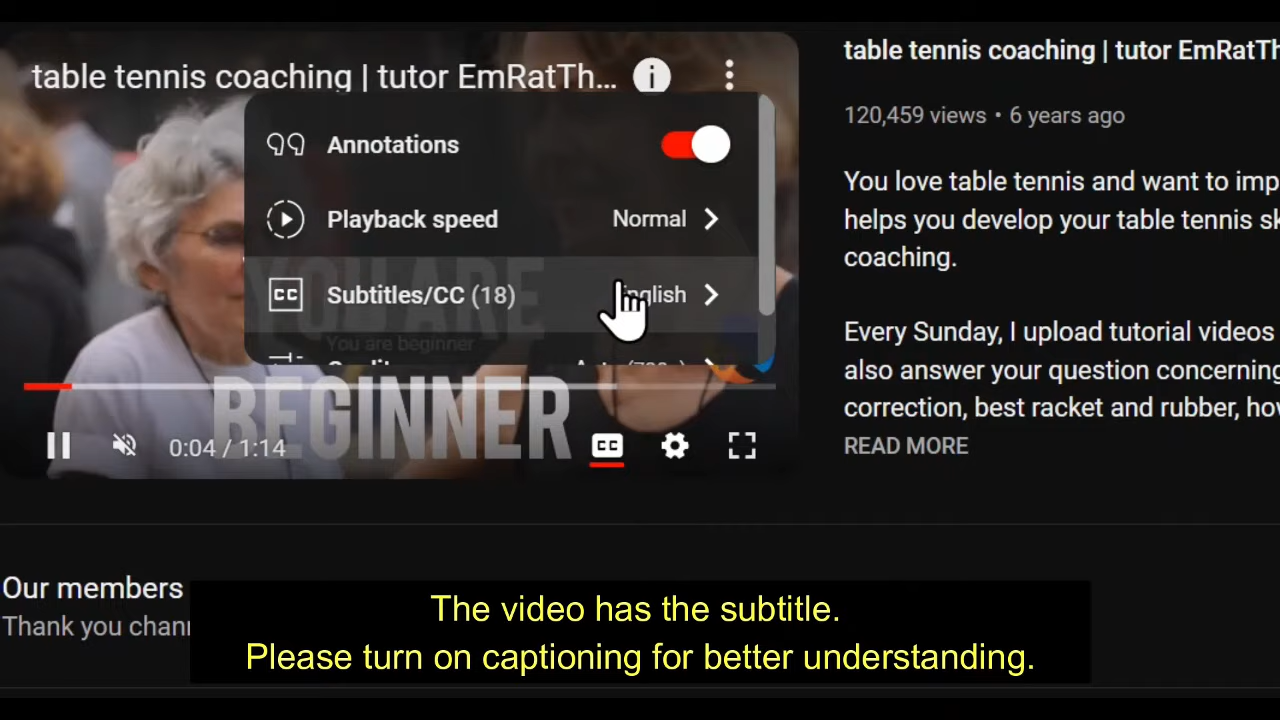 table tennis coaching | tutor EmRatTh...
table tennis coaching | tutor EmRatTh
120,459 views • 6 years ago
Annotations
Playback speed Normal
You love table tennis and want to imp
helps you develop your table tennis sk
coaching.
YOU ARE
Subtitles/CC (18) English
You are beginner
Every Sunday, I upload tutorial videos
also answer your question concerning
correction, best racket and rubber, how
BEGINNER
0:04 / 1:14
CC
READ MORE
Our members
Thank you chann
The video has the subtitle.
Please turn on captioning for better understanding.